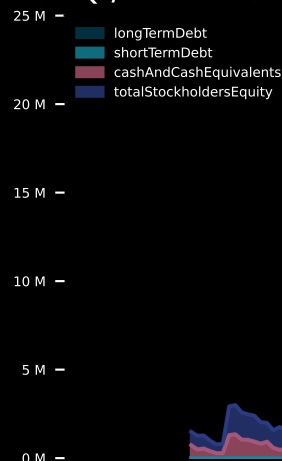 25 M
longTermDebt
shortTermDebt
cashAndCashEquivalents
totalStockholdersEquity
20 M
15 M
10 M
5 M
0 M